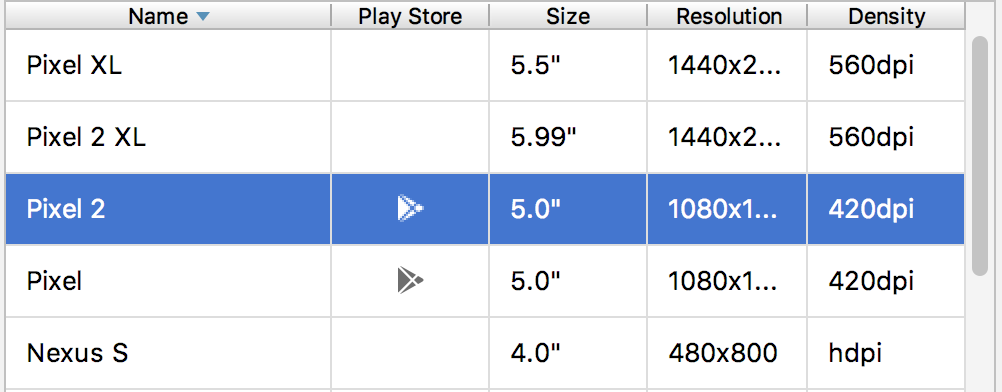 Name Play Store Size Resolution Density
Pixel XL 5.5" 1440x2... 560dpi
Pixel 2 XL 5.99" 1440x2... 560dpi
Pixel 2 5.0" 1080x1... 420dpi
Pixel 5.0" 1080x1... 420dpi
Nexus S 4.0" 480x800 hdpi